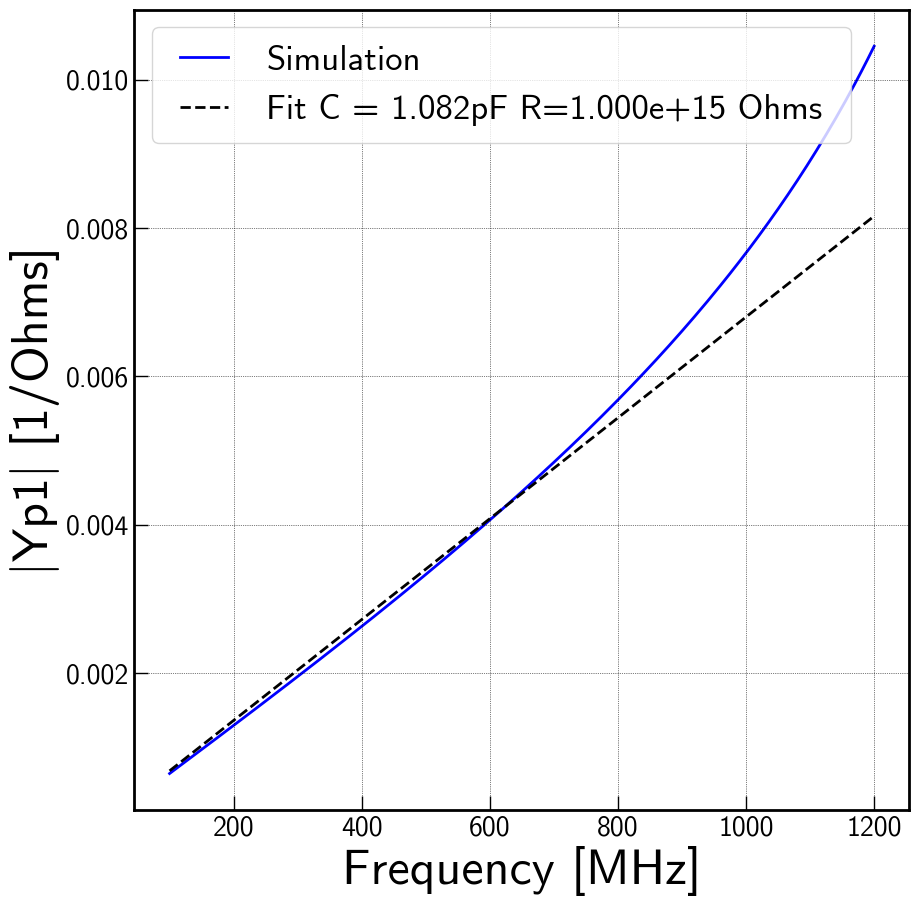 Simulation
Fit C = 1.082pF R=1.000e+15 Ohms
0.010
0.008
0.006
0.004
0.002
|Yp1| [1/Ohms]
200 400 600 800 1000 1200
Frequency [MHz]